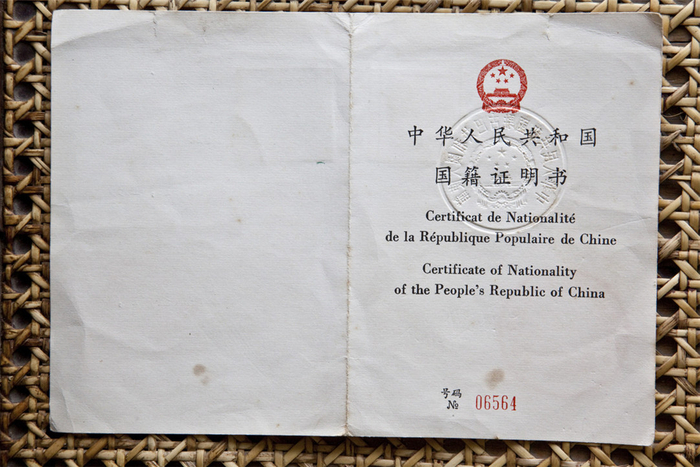 中华人民共和国
国籍证明书
Certificat de Nationalité
de la République Populaire de Chine
Certificate of Nationality
of the People's Republic of China
号码
№ 06564